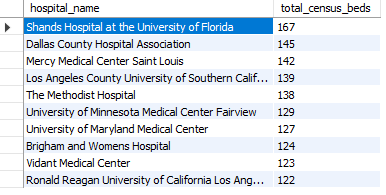 hospital_name total_census_beds
Shands Hospital at the University of Florida 167
Dallas County Hospital Association 145
Mercy Medical Center Saint Louis 142
Los Angeles County University of Southern Calif... 139
The Methodist Hospital 138
University of Minnesota Medical Center Fairview 129
University of Maryland Medical Center 127
Brigham and Womens Hospital 124
Vidant Medical Center 123
Ronald Reagan University of California Los Ang... 122